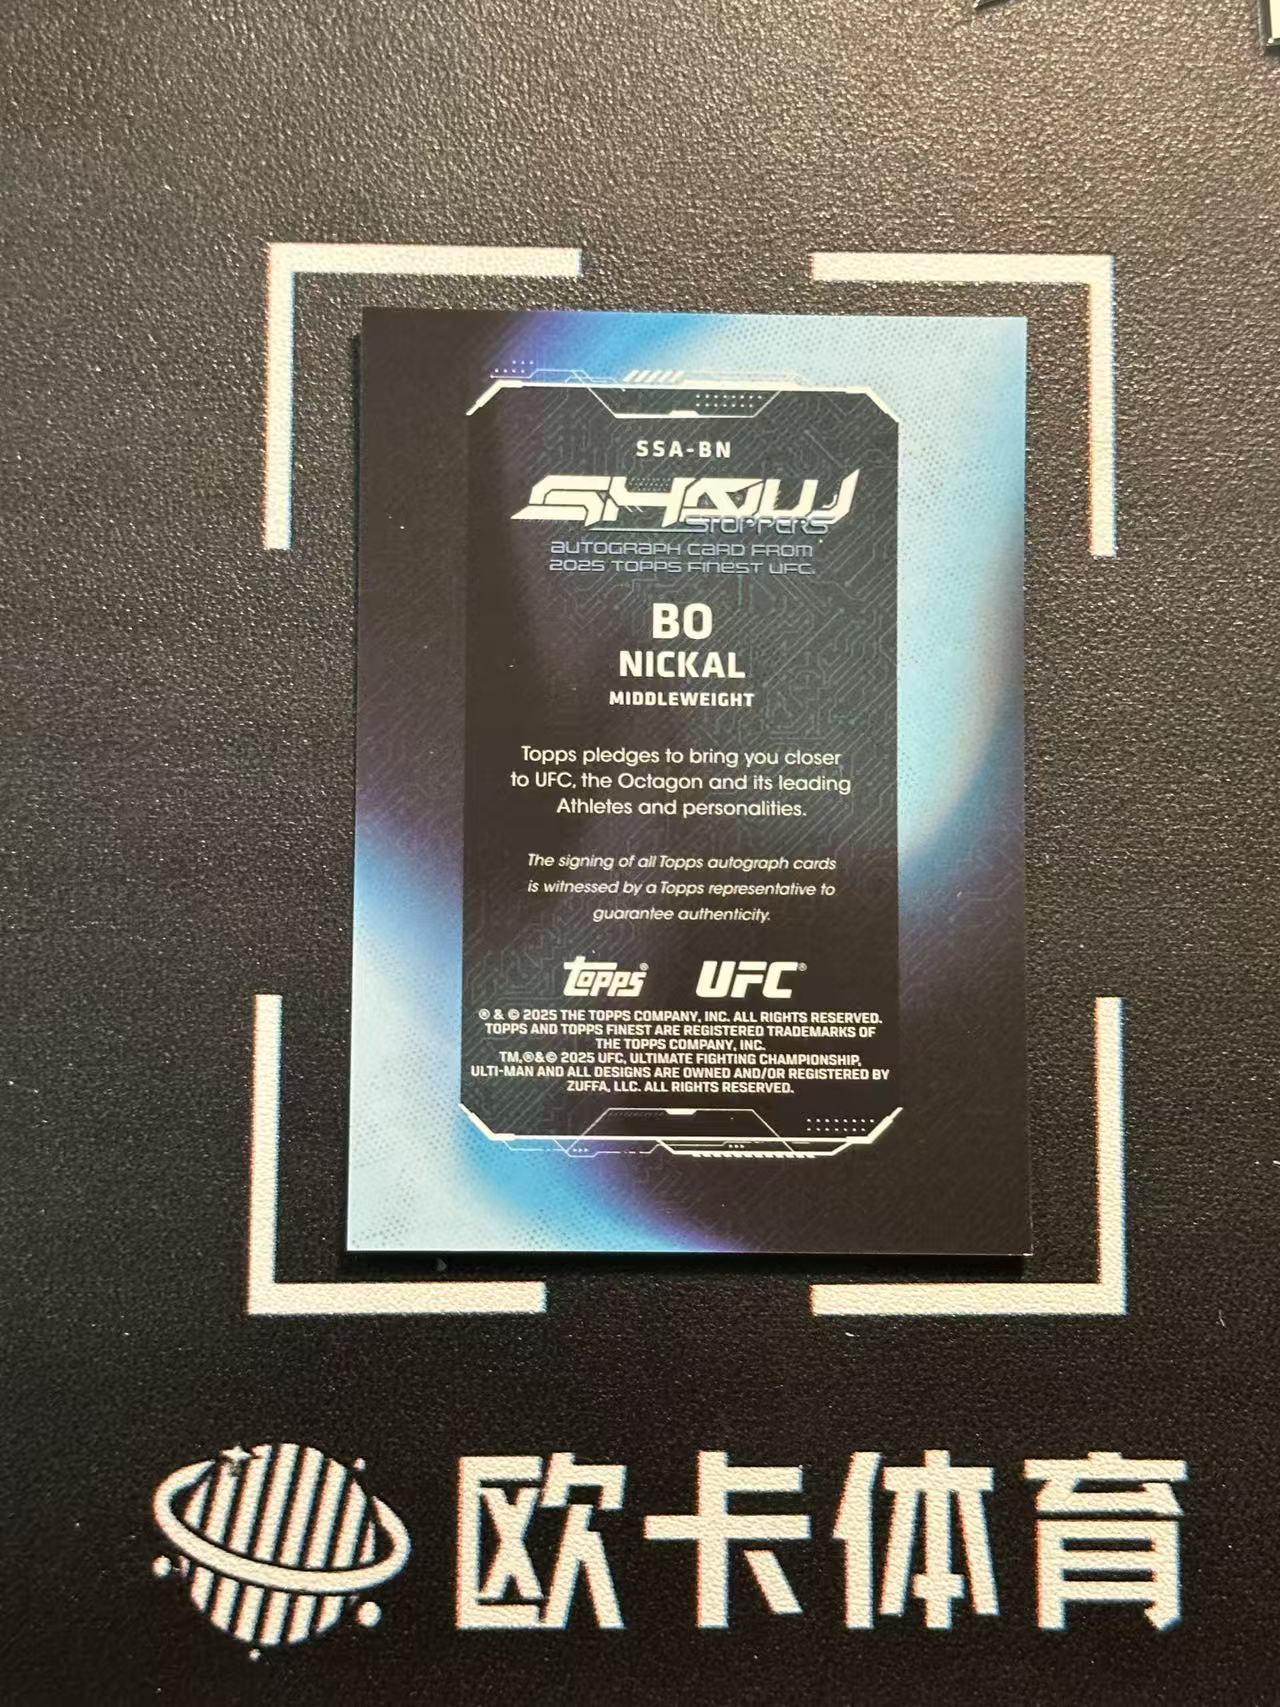 SSA-BN
SHOW
STOPPERS
AUTOGRAPH CARD FROM
2025 TOPPS FINEST UFC.
BO
NICKAL
MIDDLEWEIGHT
Topps pledges to bring you closer
to UFC, the Octagon and its leading
Athletes and personalities.
The signing of all Topps autograph cards
is witnessed by a Topps representative to
guarantee authenticity.
topps® UFC®
® & © 2025 THE TOPPS COMPANY, INC. ALL RIGHTS RESERVED.
TOPPS AND TOPPS FINEST ARE REGISTERED TRADEMARKS OF
THE TOPPS COMPANY, INC.
TM,®&© 2025 UFC, ULTIMATE FIGHTING CHAMPIONSHIP,
ULTI-MAN AND ALL DESIGNS ARE OWNED AND/OR REGISTERED BY
ZUFFA, LLC. ALL RIGHTS RESERVED.
欧卡体育